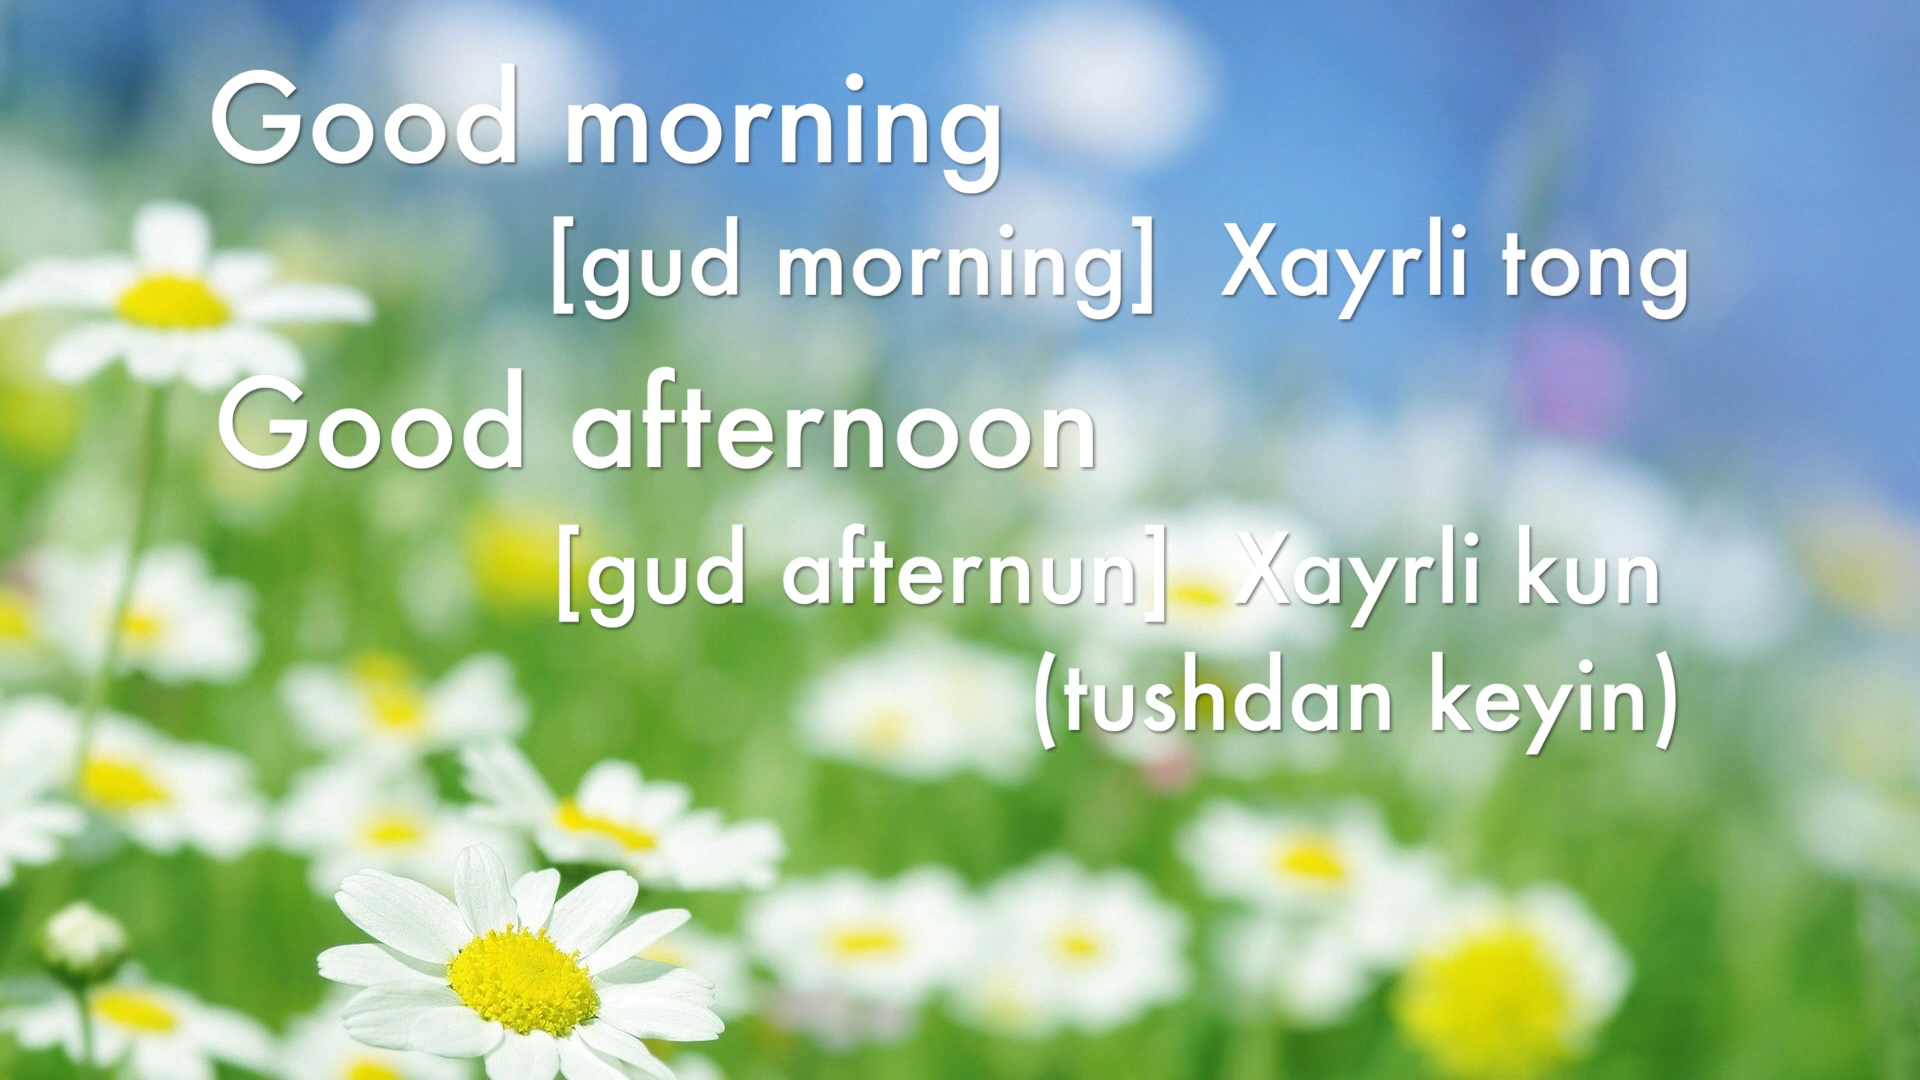 Good morning
[gud morning] Xayrli tong
Good afternoon
[gud afternun] Xayrli kun
(tushdan keyin)